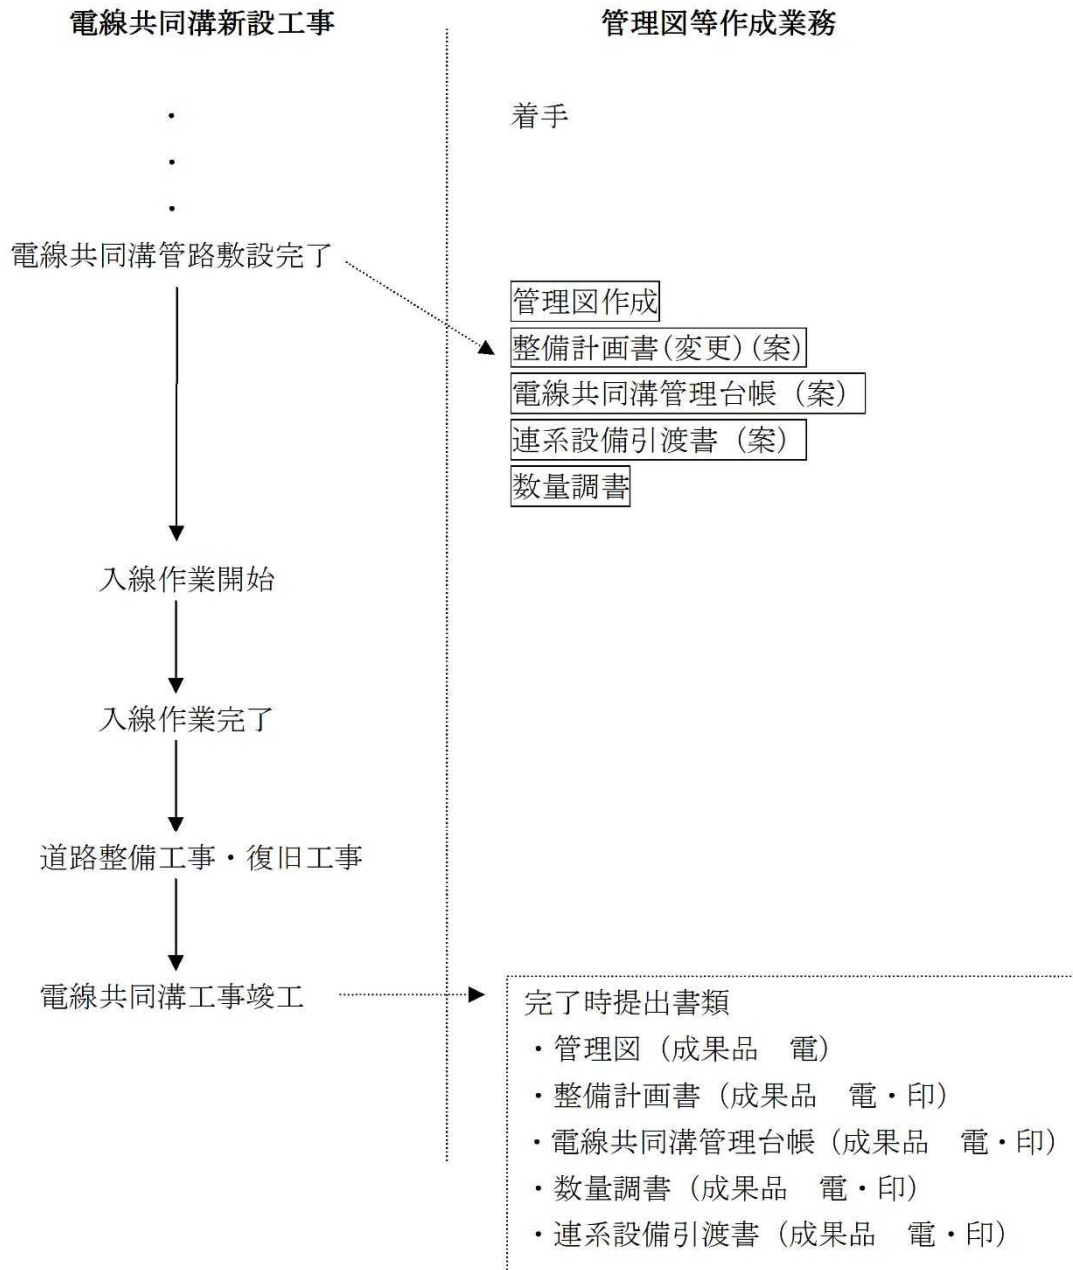 電線共同溝新設工事
管理図等作成業務
・
着手
・
・
電線共同溝管路敷設完了
管理図作成
整備計画書(変更)(案)
電線共同溝管理台帳（案）
連系設備引渡書（案）
数量調書
入線作業開始
入線作業完了
道路整備工事・復旧工事
電線共同溝工事竣工
完了時提出書類
・管理図（成果品　電）
・整備計画書（成果品　電・印）
・電線共同溝管理台帳（成果品　電・印）
・数量調書（成果品　電・印）
・連系設備引渡書（成果品　電・印）